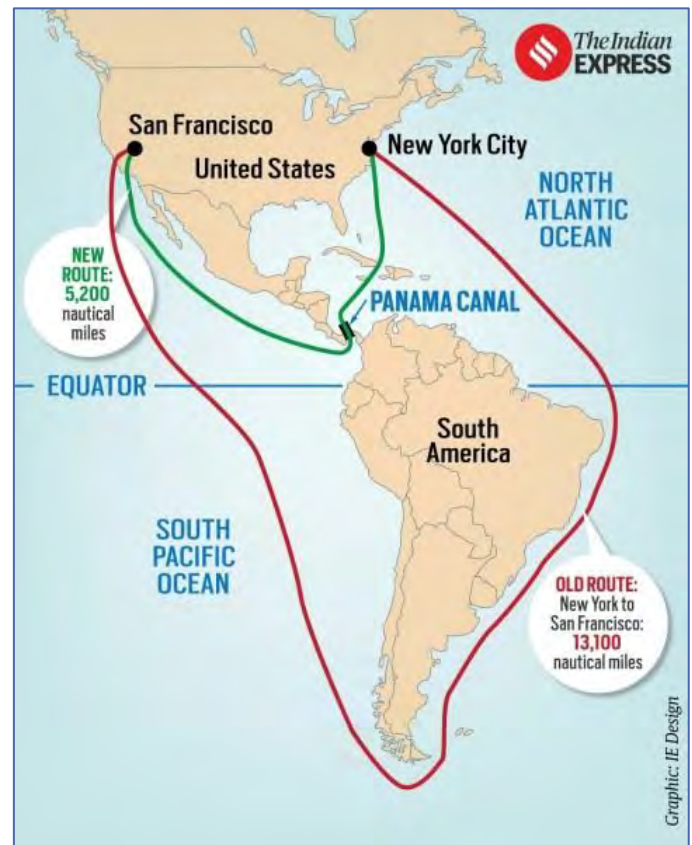 The Indian
EXPRESS
San Francisco
New York City
United States
NORTH
ATLANTIC
OCEAN
NEW
ROUTE:
5,200
nautical
miles
PANAMA CANAL
EQUATOR
South
America
SOUTH
PACIFIC
OCEAN
OLD ROUTE:
New York to
San Francisco:
13,100
nautical miles
Graphic: IE Design